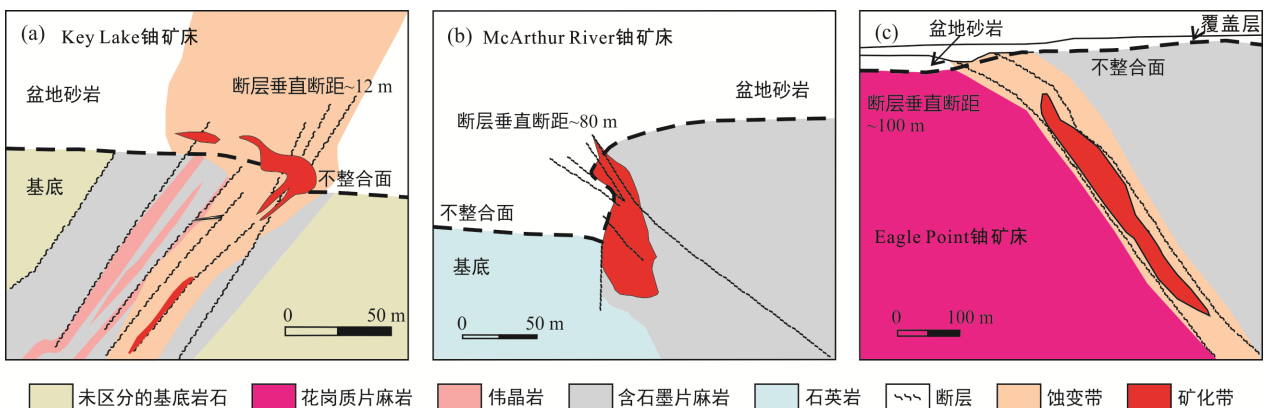 (a) Key Lake铀矿床
断层垂直断距~12 m
盆地砂岩
基底
不整合面
0 50 m
(b) McArthur River铀矿床
盆地砂岩
断层垂直断距~80 m
不整合面
基底
0 50 m
(c) 盆地砂岩 覆盖层
不整合面
断层垂直断距
~100 m
Eagle Point铀矿床
0 100 m
未区分的基底岩石 花岗质片麻岩 伟晶岩 含石墨片麻岩 石英岩 断层 蚀变带 矿化带